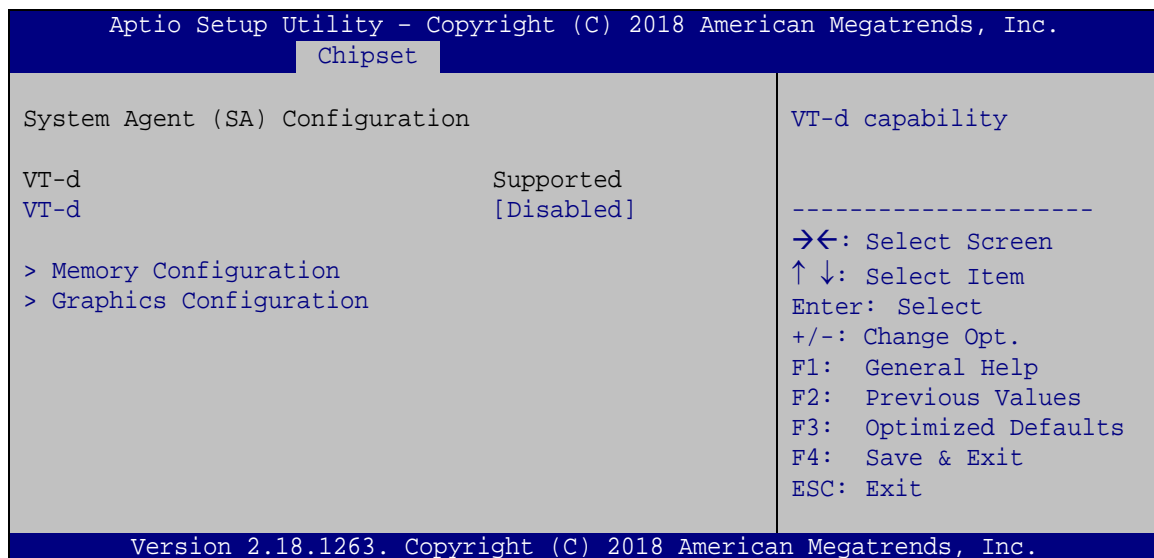 Aptio Setup Utility – Copyright (C) 2018 American Megatrends, Inc.
Chipset
System Agent (SA) Configuration
VT-d Supported
VT-d [Disabled]
> Memory Configuration
> Graphics Configuration
VT-d capability
---------------------
→←: Select Screen
↑ ↓: Select Item
Enter: Select
+/-: Change Opt.
F1: General Help
F2: Previous Values
F3: Optimized Defaults
F4: Save & Exit
ESC: Exit
Version 2.18.1263. Copyright (C) 2018 American Megatrends, Inc.